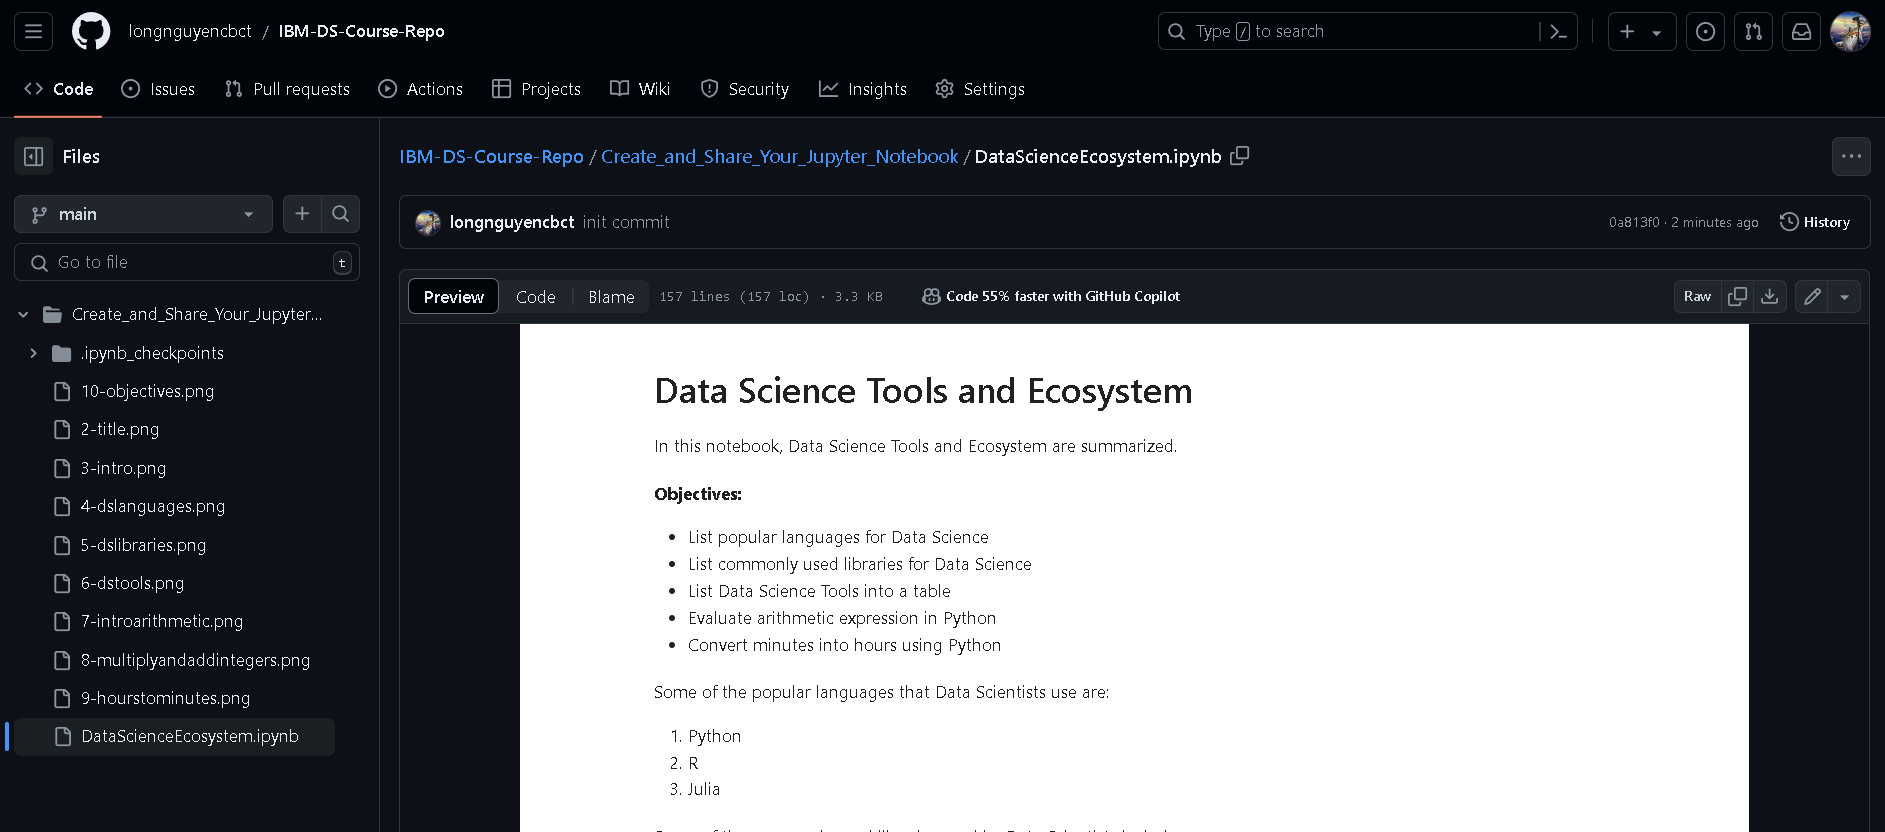 longnguyencbct / IBM-DS-Course-Repo
Type / to search
Code Issues Pull requests Actions Projects Wiki Security Insights Settings
Files
main
Go to file
t
Create_and_Share_Your_Jupyter...
.ipynb_checkpoints
10-objectives.png
2-title.png
3-intro.png
4-dslanguages.png
5-dslibraries.png
6-dstools.png
7-introarithmetic.png
8-multiplyandaddintegers.png
9-hourstominutes.png
DataScienceEcosystem.ipynb
IBM-DS-Course-Repo / Create_and_Share_Your_Jupyter_Notebook / DataScienceEcosystem.ipynb
longnguyencbct init commit
0a813f0 · 2 minutes ago History
Preview Code Blame 157 lines (157 loc) · 3.3 KB Code 55% faster with GitHub Copilot Raw
Data Science Tools and Ecosystem
In this notebook, Data Science Tools and Ecosystem are summarized.
Objectives:
• List popular languages for Data Science
• List commonly used libraries for Data Science
• List Data Science Tools into a table
• Evaluate arithmetic expression in Python
• Convert minutes into hours using Python
Some of the popular languages that Data Scientists use are:
1. Python
2. R
3. Julia